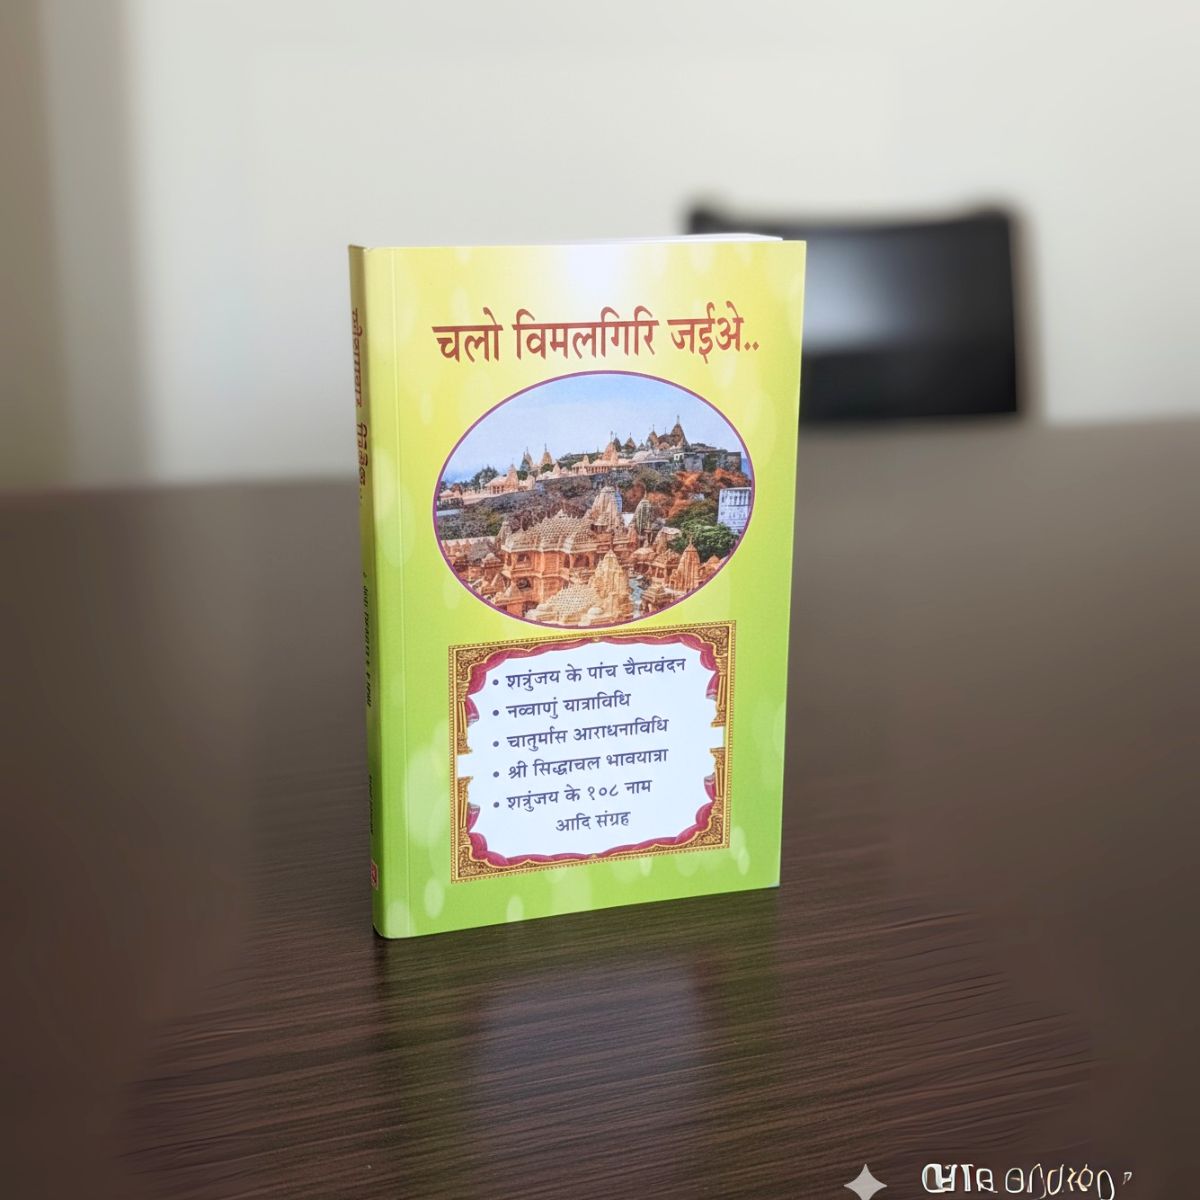 चलो विमलगिरि जईअे..
• शत्रुंजय के पांच चैत्यवंदन
• नव्वाणुं यात्राविधि
• चातुर्मास आराधनाविधि
• श्री सिद्धाचल भावयात्रा
• शत्रुंजय के १०८ नाम
आदि संग्रह